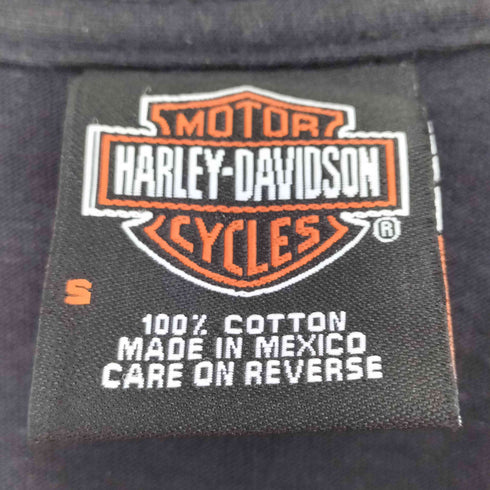 MOTOR
HARLEY-DAVIDSON
CYCLES
®
S
100% COTTON
MADE IN MEXICO
CARE ON REVERSE